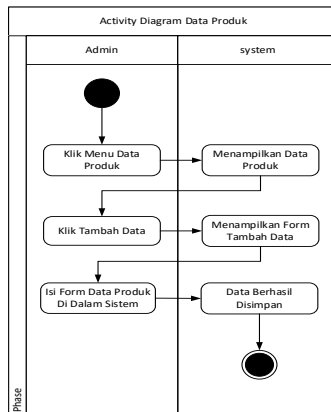 Activity Diagram Data Produk
Admin
system
Klik Menu Data
Produk
Menampilkan Data
Produk
Klik Tambah Data
Menampilkan Form
Tambah Data
Isi Form Data Produk
Di Dalam Sistem
Data Berhasil
Disimpan
Phase